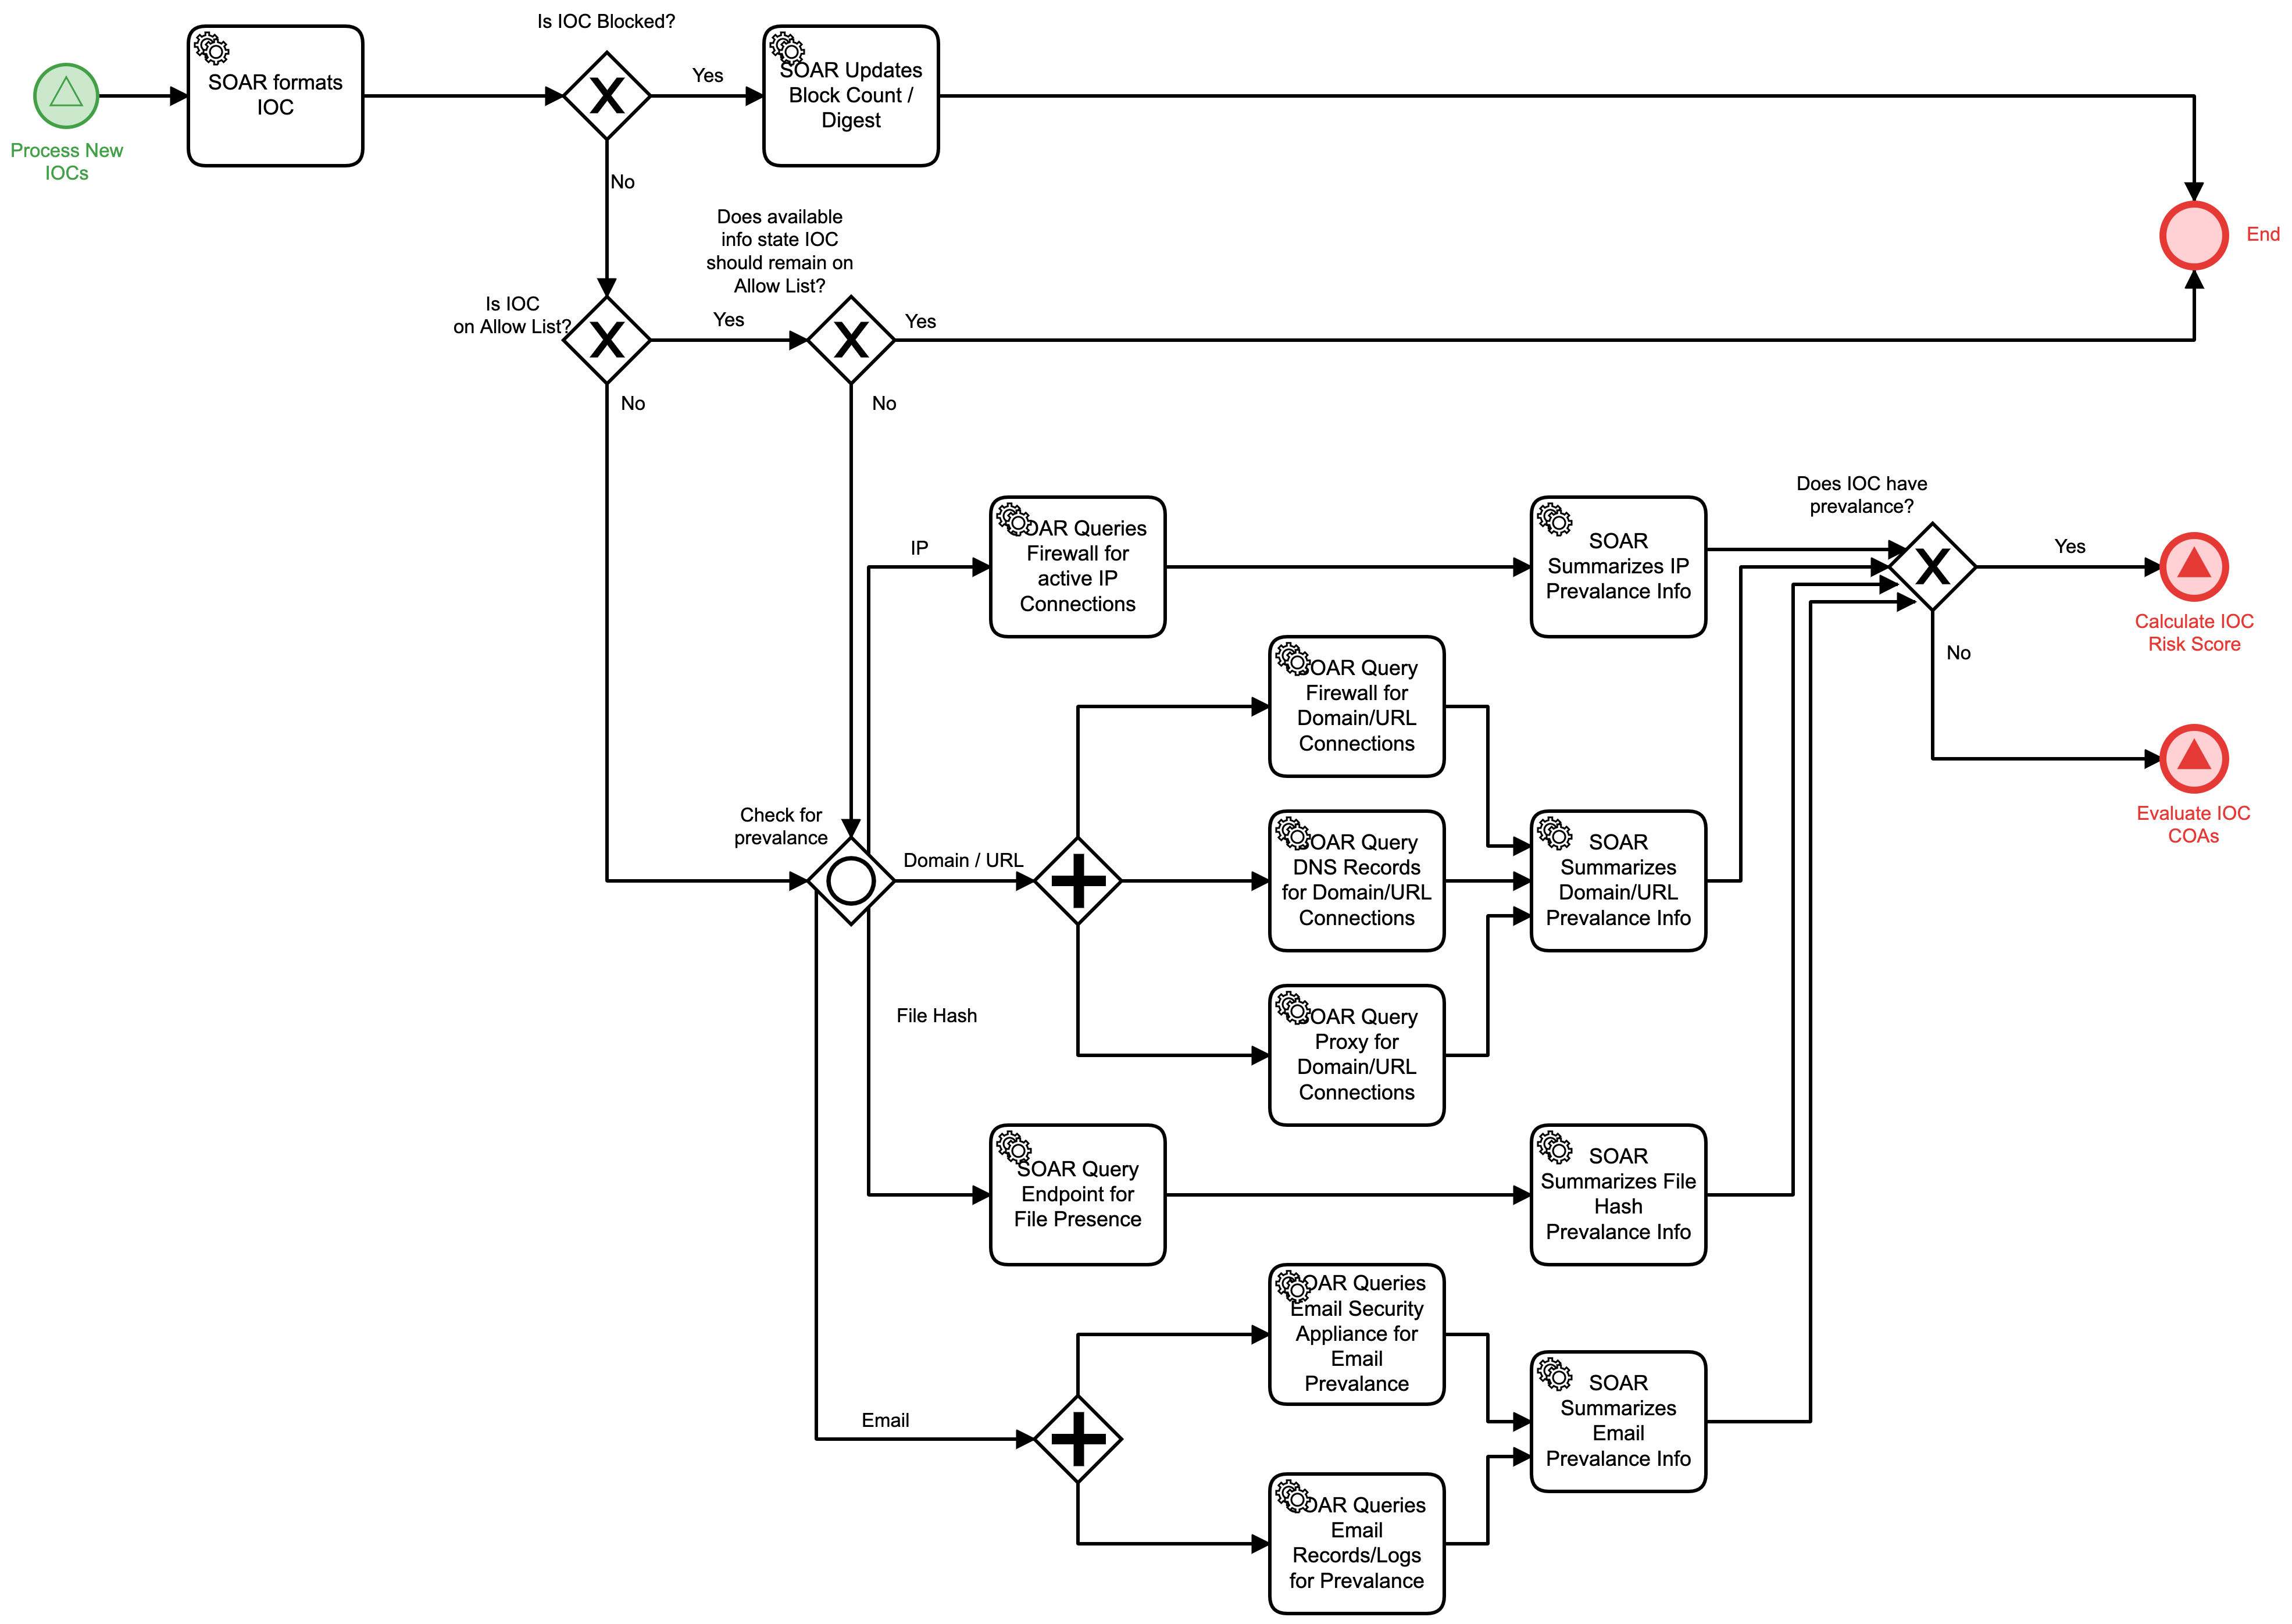 Is IOC Blocked?
SOAR formats
IOC
Yes
SOAR Updates
Block Count /
Digest
Process New
IOCs
No
Does available
info state IOC
should remain on
Allow List?
End
Is IOC
on Allow List?
Yes
Yes
No
No
Does IOC have
prevalance?
IP
SOAR Queries
Firewall for
active IP
Connections
SOAR
Summarizes IP
Prevalance Info
Yes
Calculate IOC
Risk Score
No
SOAR Query
Firewall for
Domain/URL
Connections
Evaluate IOC
COAs
Check for
prevalance
Domain / URL
SOAR Query
DNS Records
for Domain/URL
Connections
SOAR
Summarizes
Domain/URL
Prevalance Info
File Hash
SOAR Query
Proxy for
Domain/URL
Connections
SOAR Query
Endpoint for
File Presence
SOAR
Summarizes File
Hash
Prevalance Info
SOAR Queries
Email Security
Appliance for
Email
Prevalance
Email
SOAR
Summarizes
Email
Prevalance Info
SOAR Queries
Email
Records/Logs
for Prevalance